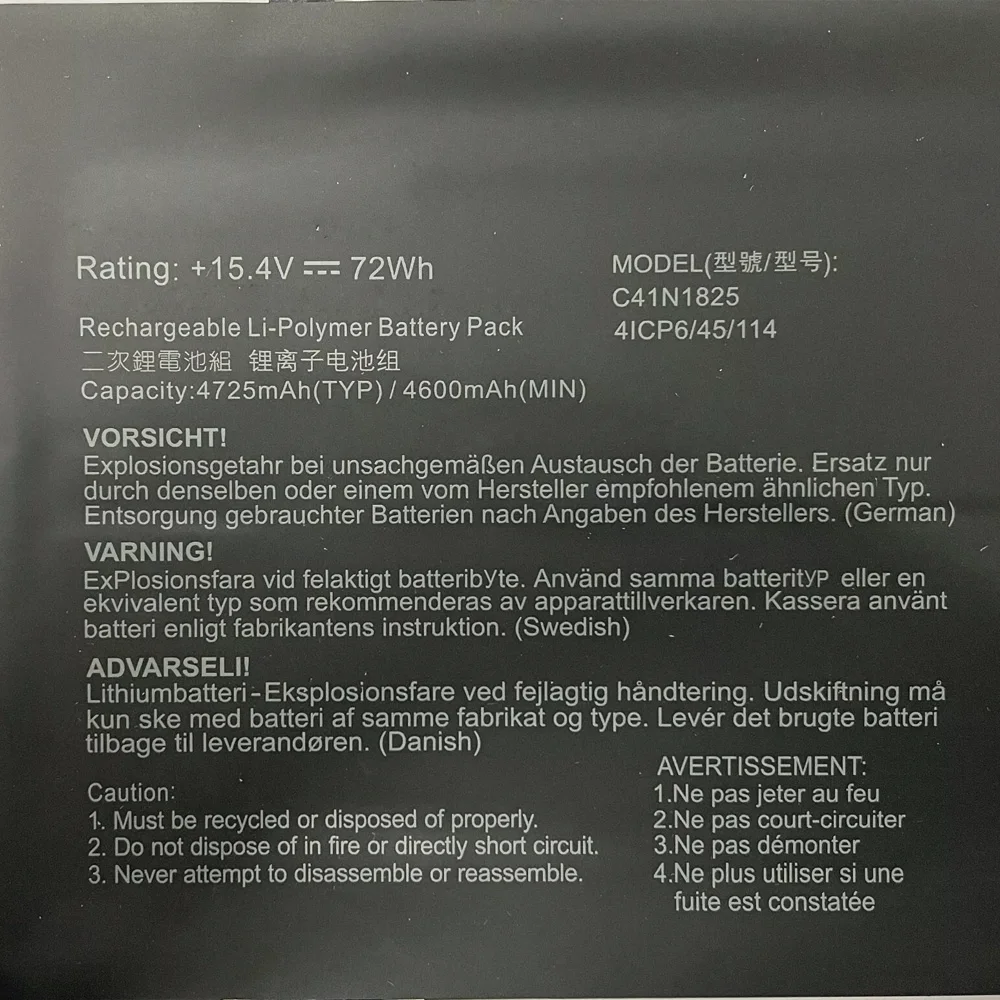 Rating: +15.4V ⎓ 72Wh
MODEL(型號/型号):
C41N1825
4ICP6/45/114
Rechargeable Li-Polymer Battery Pack
二次鋰電池組 锂离子电池组
Capacity:4725mAh(TYP) / 4600mAh(MIN)
VORSICHT!
Explosionsgetahr bei unsachgemäßen Austausch der Batterie. Ersatz nur
durch denselben oder einem vom Hersteller empfohlenem ähnlichen Typ.
Entsorgung gebrauchter Batterien nach Angaben des Herstellers. (German)
VARNING!
ExPlosionsfara vid felaktigt batteribyte. Använd samma batterityP eller en
ekvivalent typ som rekommenderas av apparattillverkaren. Kassera använt
batteri enligt fabrikantens instruktion. (Swedish)
ADVARSELI!
Lithiumbatteri-Eksplosionsfare ved fejlagtig håndtering. Udskiftning må
kun ske med batteri af samme fabrikat og type. Levér det brugte batteri
tilbage til leverandøren. (Danish)
Caution:
1. Must be recycled or disposed of properly.
2. Do not dispose of in fire or directly short circuit.
3. Never attempt to disassemble or reassemble.
AVERTISSEMENT:
1.Ne pas jeter au feu
2.Ne pas court-circuiter
3.Ne pas démonter
4.Ne plus utiliser si une
fuite est constatée